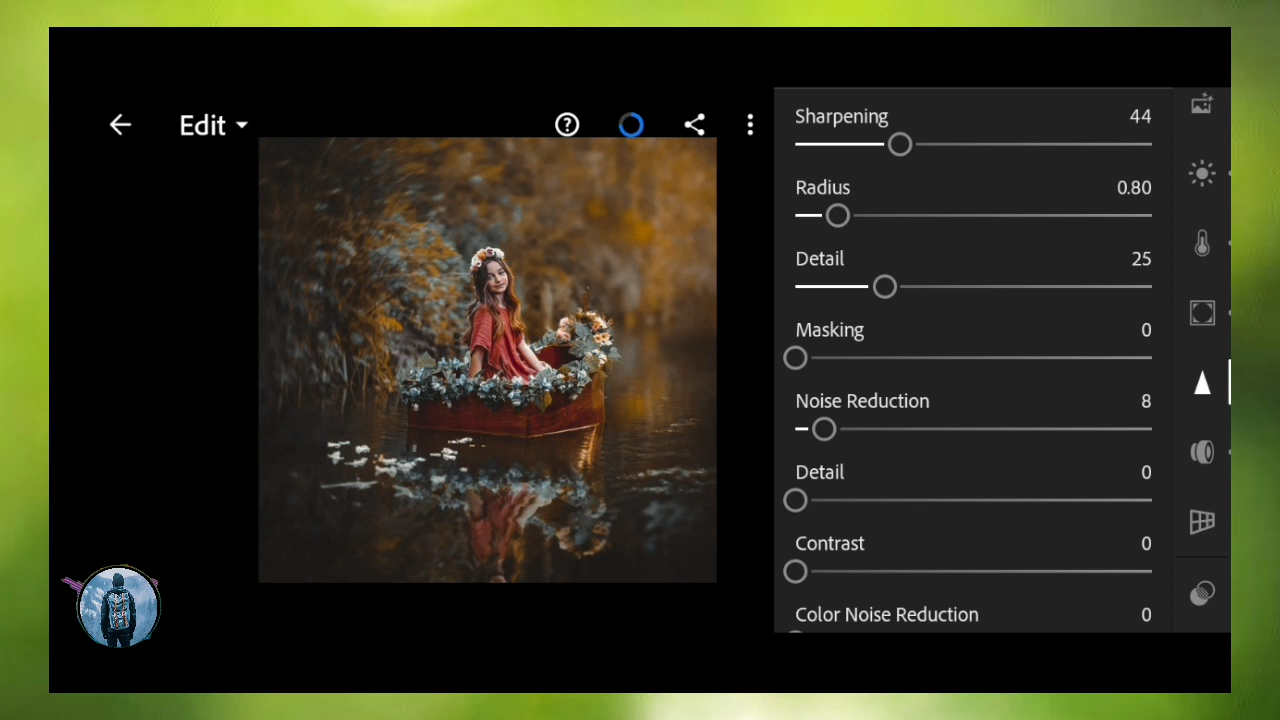 Edit
Sharpening 44
Radius 0.80
Detail 25
Masking 0
Noise Reduction 8
Detail 0
Contrast 0
Color Noise Reduction 0